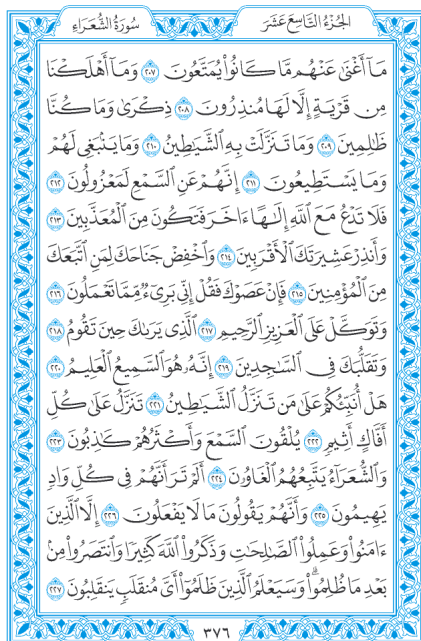 الجُزْءُ التَّاسِعَ عَشَرَ
سُورَةُ الشُّعَرَاءِ
مَآ أَغْنَىٰ عَنْهُم مَّا كَانُوا۟ يُمَتَّعُونَ ٢٠٧ وَمَآ أَهْلَكْنَا
مِن قَرْيَةٍ إِلَّا لَهَا مُنذِرُونَ ٢٠٨ ذِكْرَىٰ وَمَا كُنَّا
ظَٰلِمِينَ ٢٠٩ وَمَا تَنَزَّلَتْ بِهِ ٱلشَّيَٰطِينُ ٢١٠ وَمَا يَنۢبَغِى لَهُمْ
وَمَا يَسْتَطِيعُونَ ٢١١ إِنَّهُمْ عَنِ ٱلسَّمْعِ لَمَعْزُولُونَ ٢١٢
فَلَا تَدْعُ مَعَ ٱللَّهِ إِلَٰهًا ءَاخَرَ فَتَكُونَ مِنَ ٱلْمُعَذَّبِينَ ٢١٣
وَأَنذِرْ عَشِيرَتَكَ ٱلْأَقْرَبِينَ ٢١٤ وَٱخْفِضْ جَنَاحَكَ لِمَنِ ٱتَّبَعَكَ
مِنَ ٱلْمُؤْمِنِينَ ٢١٥ فَإِنْ عَصَوْكَ فَقُلْ إِنِّى بَرِىٓءٌ مِّمَّا تَعْمَلُونَ ٢١٦
وَتَوَكَّلْ عَلَى ٱلْعَزِيزِ ٱلرَّحِيمِ ٢١٧ ٱلَّذِى يَرَىٰكَ حِينَ تَقُومُ ٢١٨
وَتَقَلُّبَكَ فِى ٱلسَّٰجِدِينَ ٢١٩ إِنَّهُۥ هُوَ ٱلسَّمِيعُ ٱلْعَلِيمُ ٢٢٠
هَلْ أُنَبِّئُكُمْ عَلَىٰ مَن تَنَزَّلُ ٱلشَّيَٰطِينُ ٢٢١ تَنَزَّلُ عَلَىٰ كُلِّ
أَفَّاكٍ أَثِيمٍ ٢٢٢ يُلْقُونَ ٱلسَّمْعَ وَأَكْثَرُهُمْ كَٰذِبُونَ ٢٢٣
وَٱلشُّعَرَآءُ يَتَّبِعُهُمُ ٱلْغَاوُۥنَ ٢٢٤ أَلَمْ تَرَ أَنَّهُمْ فِى كُلِّ وَادٍ
يَهِيمُونَ ٢٢٥ وَأَنَّهُمْ يَقُولُونَ مَا لَا يَفْعَلُونَ ٢٢٦ إِلَّا ٱلَّذِينَ
ءَامَنُوا۟ وَعَمِلُوا۟ ٱلصَّٰلِحَٰتِ وَذَكَرُوا۟ ٱللَّهَ كَثِيرًا وَٱنتَصَرُوا۟ مِنۢ
بَعْدِ مَا ظُلِمُوا۟ ۗ وَسَيَعْلَمُ ٱلَّذِينَ ظَلَمُوٓا۟ أَىَّ مُنقَلَبٍ يَنقَلِبُونَ ٢٢٧
٣٧٦